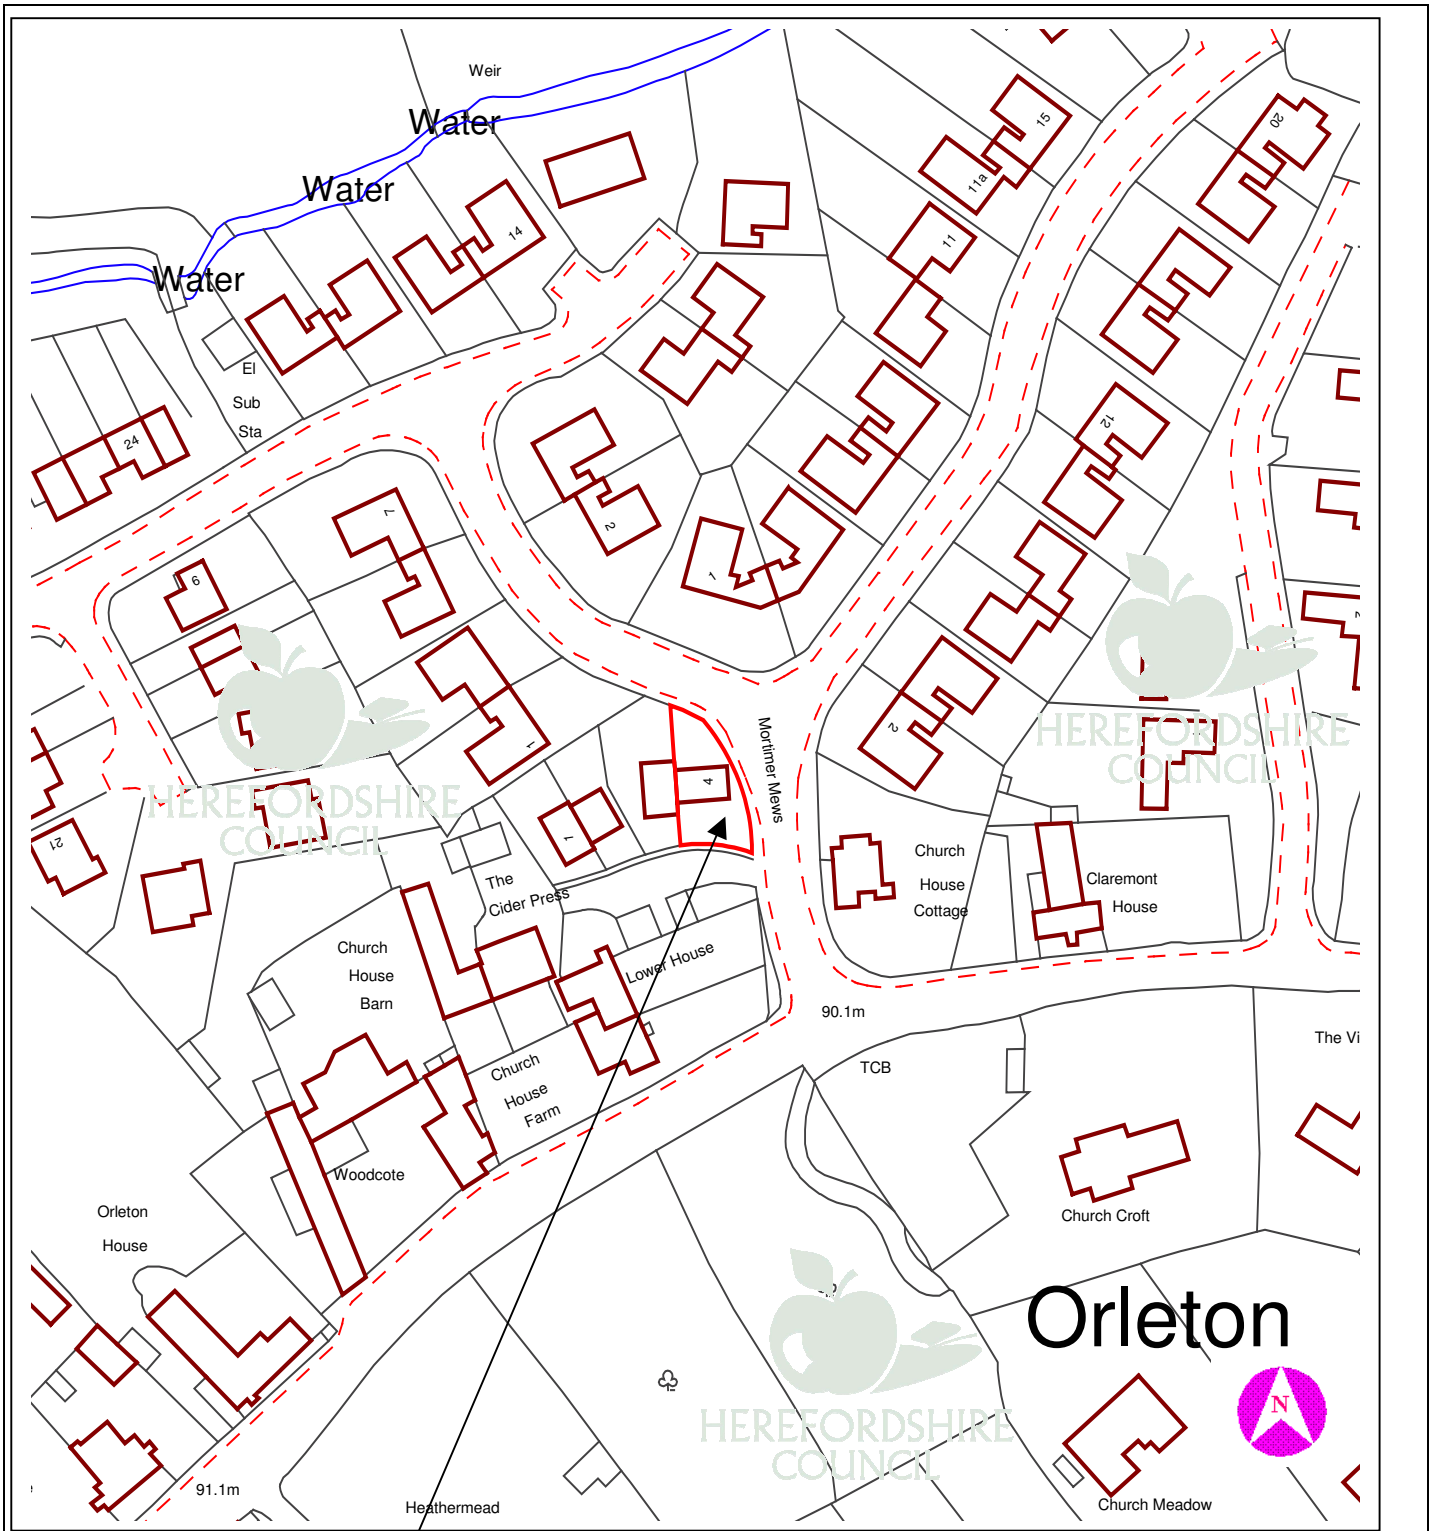 Weir
Water
Water
Water
15
11a
20
11
14
El
Sub
Sta
24
12
7
2
6
1
1
2
2
4
Mortimer Mews
HEREFORDSHIRE
COUNCIL
HEREFORDSHIRE
COUNCIL
21
1
The
Cider Press
Church
House
Cottage
Claremont
House
Church
House
Barn
Lower House
90.1m
The Vi
TCB
Church
House
Farm
Woodcote
Orleton
House
Church Croft
Orleton
HEREFORDSHIRE
COUNCIL
N
91.1m
Heathermead
Church Meadow